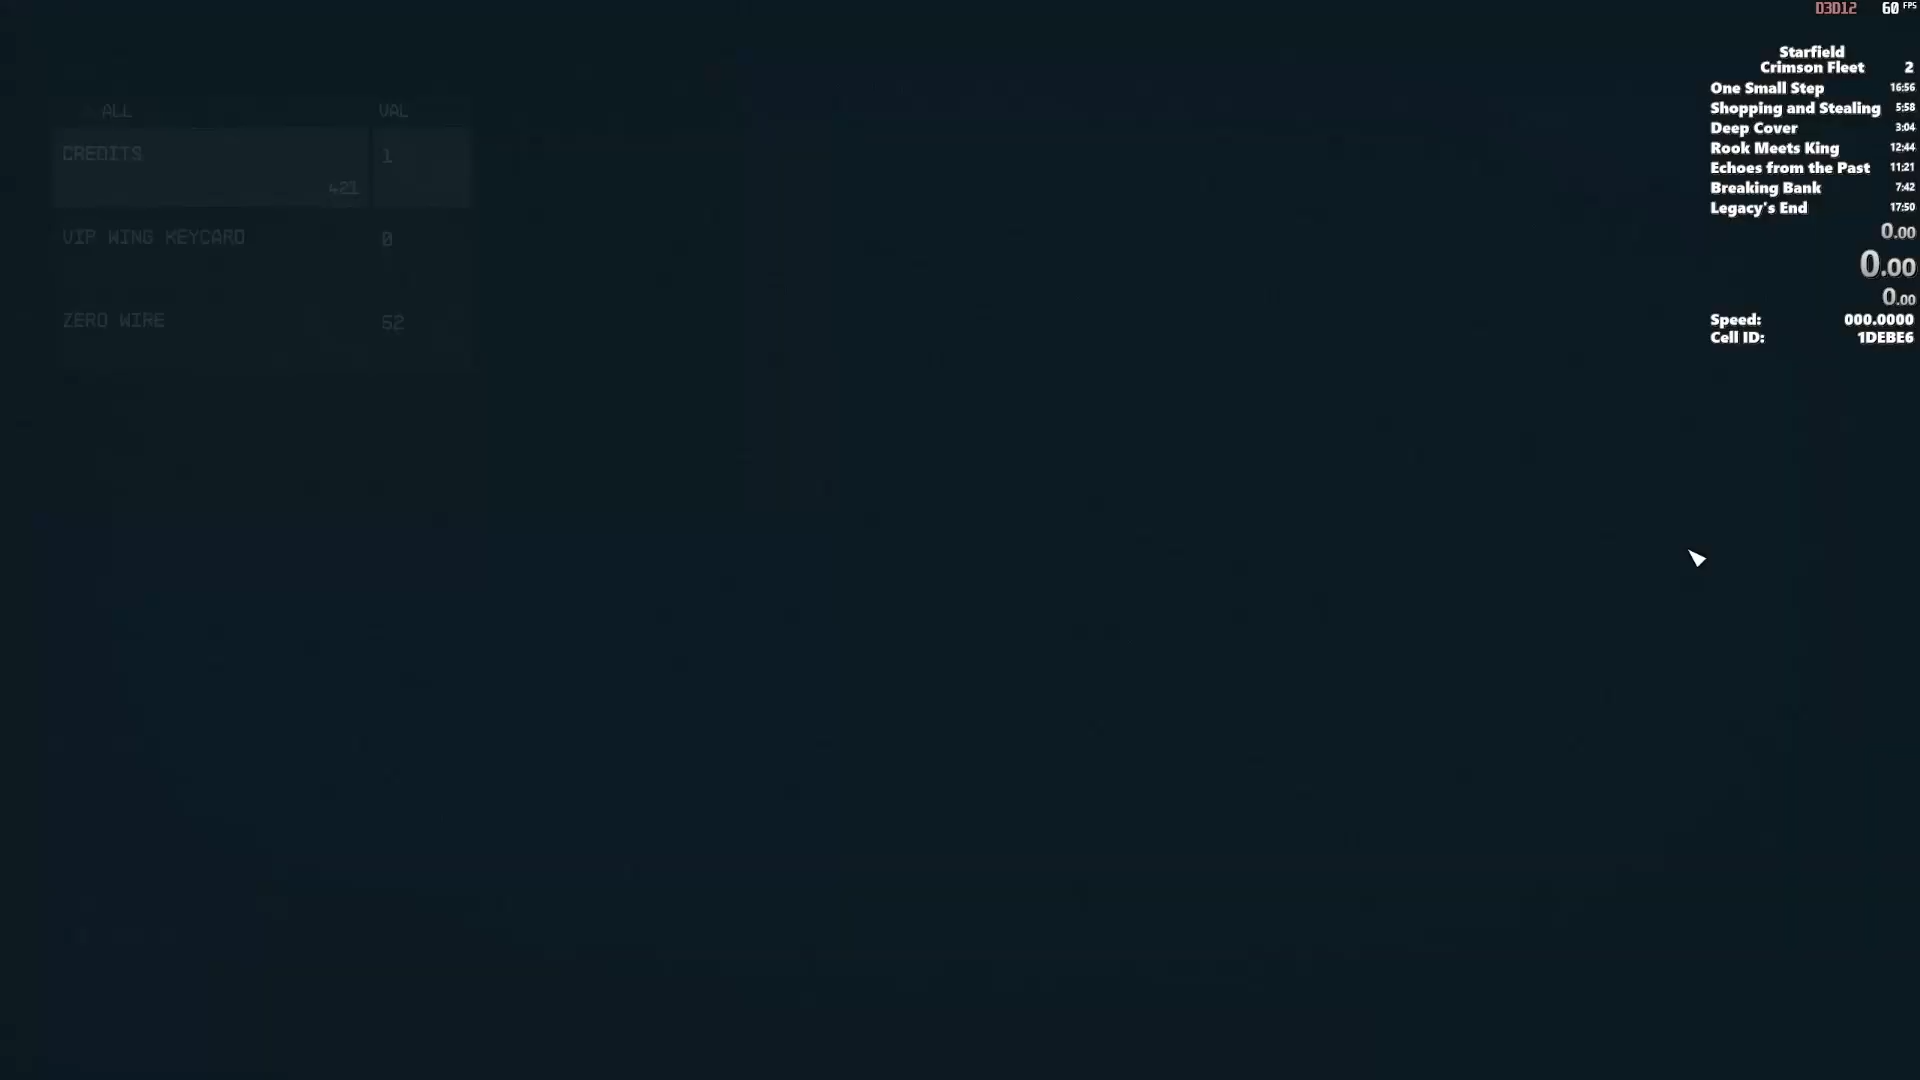 D3D12 60 FPS
Starfield
Crimson Fleet 2
One Small Step 16:56
Shopping and Stealing 5:58
Deep Cover 3:04
Rook Meets King 12:44
Echoes from the Past 11:21
Breaking Bank 7:42
Legacy's End 17:50
0.00
0.00
0.00
Speed: 000.0000
Cell ID: 1DEBE6
ALL VAL
CREDITS 1
421
VIP WING KEYCARD 0
ZERO WIRE 52